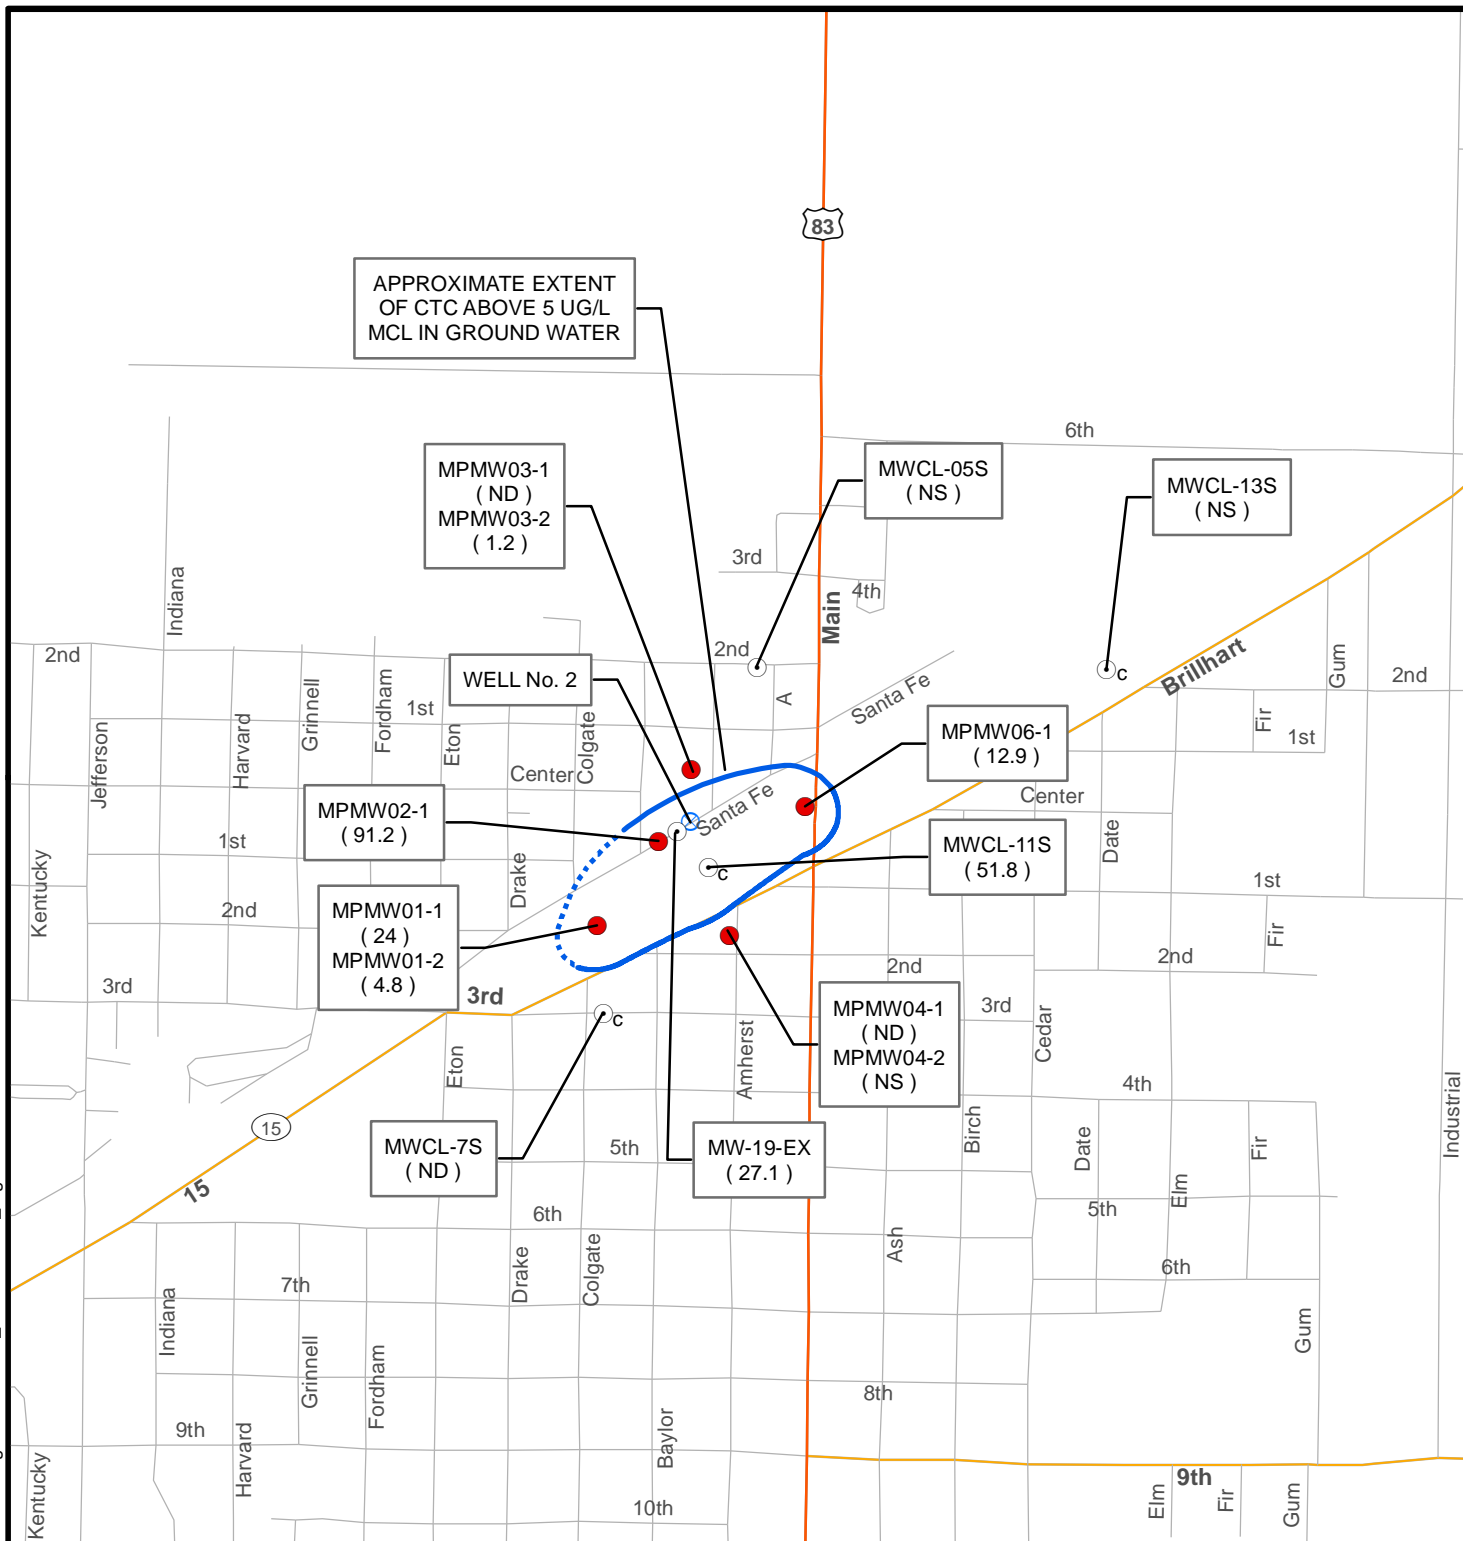 83
APPROXIMATE EXTENT
OF CTC ABOVE 5 UG/L
MCL IN GROUND WATER
6th
MPMW03-1
( ND )
MPMW03-2
( 1.2 )
MWCL-05S
( NS )
MWCL-13S
( NS )
3rd
4th
Indiana
Main
2nd
2nd
Brillhart
Gum
2nd
WELL No. 2
A
Santa Fe
Grinnell
Fordham
1st
Harvard
Jefferson
Eton
Colgate
Center
MPMW06-1
( 12.9 )
Fir
1st
Center
Santa Fe
MPMW02-1
( 91.2 )
1st
Date
MWCL-11S
( 51.8 )
c
c
Drake
Kentucky
2nd
1st
MPMW01-1
( 24 )
MPMW01-2
( 4.8 )
Fir
2nd
2nd
3rd
3rd
3rd
c
MPMW04-1
( ND )
MPMW04-2
( NS )
Cedar
Eton
Amherst
4th
15
Birch
Date
Fir
Industrial
MWCL-7S
( ND )
5th
MW-19-EX
( 27.1 )
15
Elm
5th
6th
Ash
Drake
Colgate
6th
7th
Indiana
Grinnell
Fordham
Gum
8th
9th
Harvard
Baylor
9th
Kentucky
10th
Elm
Fir
Gum